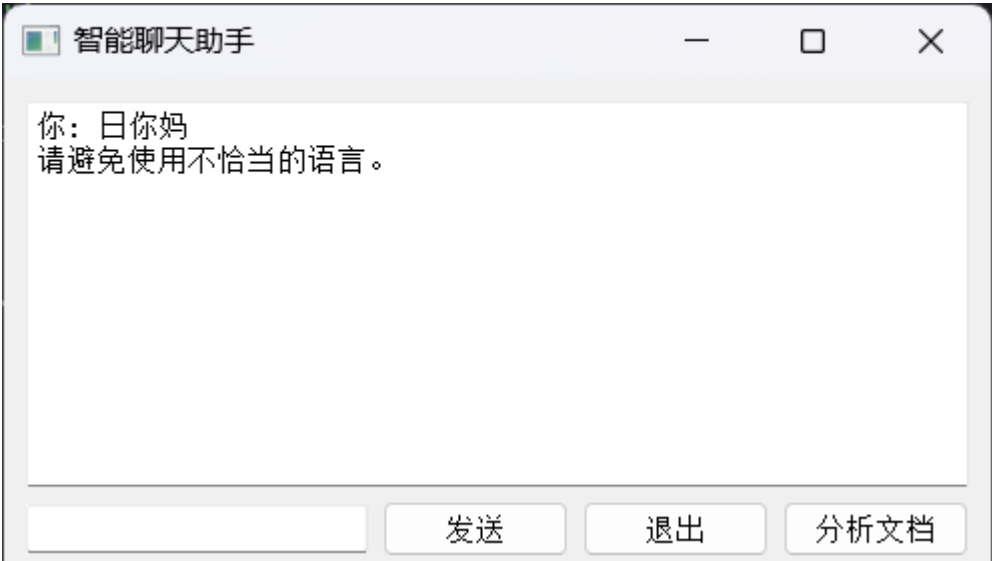 智能聊天助手
你: 日你妈
请避免使用不恰当的语言。
发送
退出
分析文档